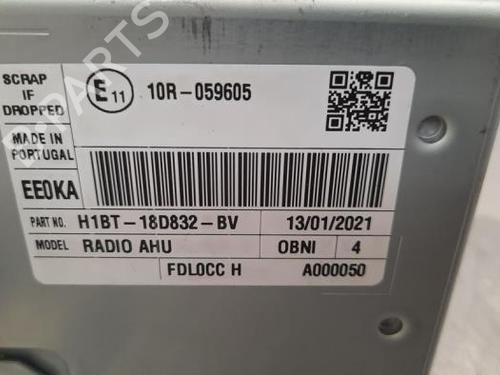 SCRAP
IF
DROPPED
E 11
10R-059605
MADE IN
PORTUGAL
EE0KA
PART NO. H1BT-18D832-BV 13/01/2021
MODEL RADIO AHU OBNI 4
FDLOCC H A000050